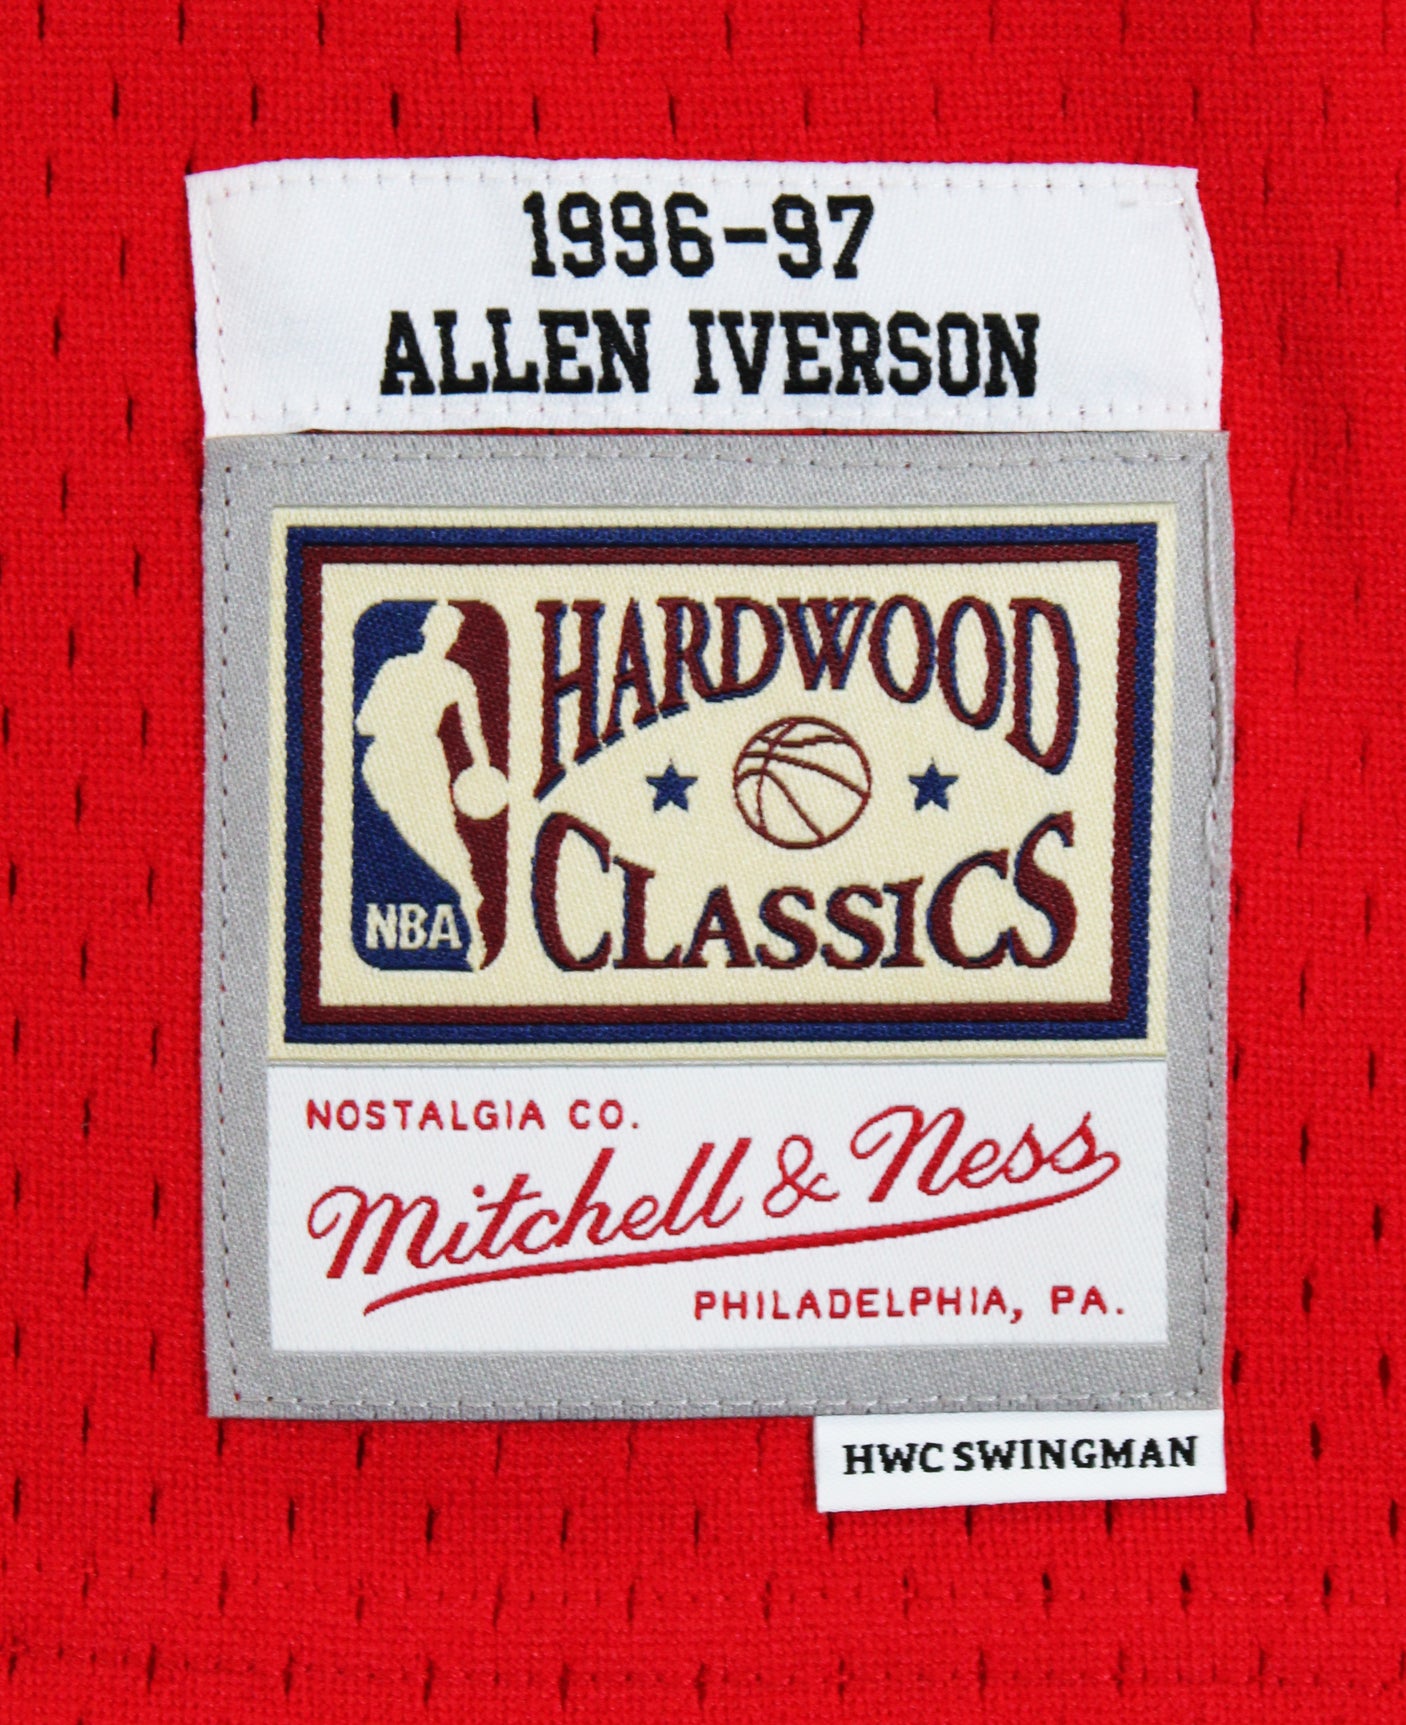 1996-97
ALLEN IVERSON
HARDWOOD
CLASSICS
NBA
NOSTALGIA CO.
Mitchell & Ness
PHILADELPHIA, PA.
HWC SWINGMAN